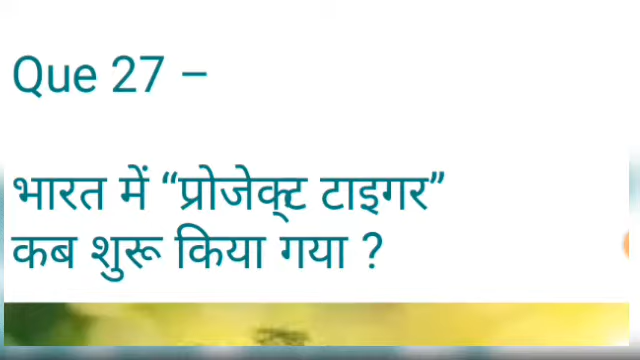 Que 27 –
भारत में “प्रोजेक्ट टाइगर”
कब शुरू किया गया ?